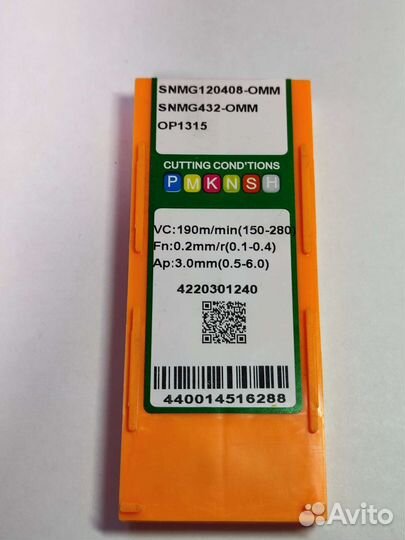 SNMG120408-OMM
SNMG432-OMM
OP1315
CUTTING COND'TIONS
P M K N S H
VC:190m/min(150-280)
Fn:0.2mm/r(0.1-0.4)
Ap:3.0mm(0.5-6.0)
4220301240
440014516288
Avito